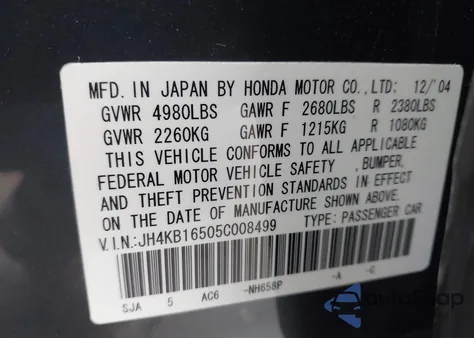 MFD. IN JAPAN BY HONDA MOTOR CO., LTD: 12/'04
GVWR 4980LBS GAWR F 2680LBS R 2380LBS
GVWR 2260KG GAWR F 1215KG R 1080KG
THIS VEHICLE CONFORMS TO ALL APPLICABLE
FEDERAL MOTOR VEHICLE SAFETY ,BUMPER,
AND THEFT PREVENTION STANDARDS IN EFFECT
ON THE DATE OF MANUFACTURE SHOWN ABOVE.
V.I.N:JH4KB16505C008499 TYPE: PASSENGER CAR
SJA 5 AC6 -NH658P -A -G
autosnap